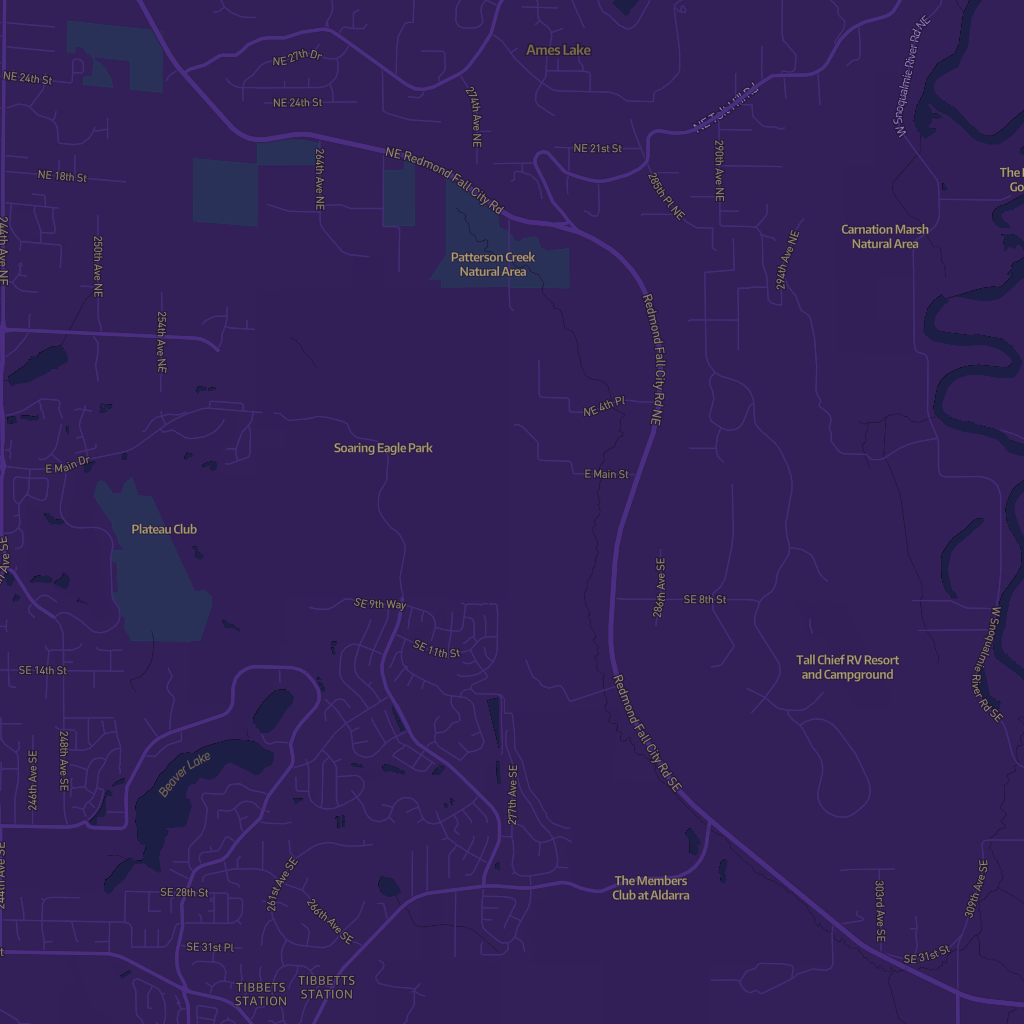 Ames Lake
NE 27th Dr
NE 24th St
NE 24th St
274th Ave NE
W Snoqualmie River Rd NE
NE Redmond Fall City Rd
NE 21st St
290th Ave NE
NE 18th St
264th Ave NE
285th Pl NE
244th Ave NE
250th Ave NE
Patterson Creek
Natural Area
294th Ave NE
Carnation Marsh
Natural Area
254th Ave NE
Redmond Fall City Rd NE
NE 4th Pl
Soaring Eagle Park
E Main Dr
E Main St
Plateau Club
286th Ave SE
SE 8th St
SE 9th Way
SE 11th St
SE 14th St
Tall Chief RV Resort
and Campground
W Snoqualmie River Rd SE
Redmond Fall City Rd SE
246th Ave SE
248th Ave SE
Beaver Lake
277th Ave SE
244th Ave SE
SE 28th St
261st Ave SE
266th Ave SE
The Members
Club at Aldarra
303rd Ave SE
309th Ave SE
SE 31st Pl
SE 31st St
TIBBETS
STATION
TIBBETTS
STATION